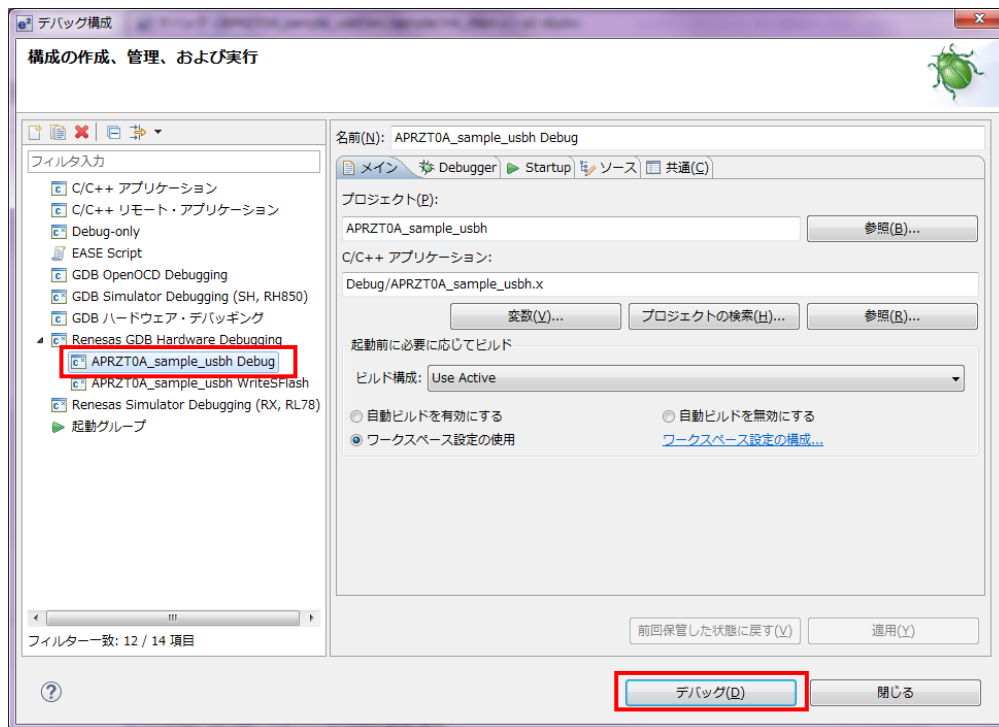 デバッグ構成
構成の作成、管理、および実行
フィルタ入力
C/C++ アプリケーション
C/C++ リモート・アプリケーション
Debug-only
EASE Script
GDB OpenOCD Debugging
GDB Simulator Debugging (SH, RH850)
GDB ハードウェア・デバッギング
Renesas GDB Hardware Debugging
APRZT0A_sample_usbh Debug
APRZT0A_sample_usbh WriteSFlash
Renesas Simulator Debugging (RX, RL78)
起動グループ
フィルター一致: 12 / 14 項目
名前(N): APRZT0A_sample_usbh Debug
メイン Debugger Startup ソース 共通(C)
プロジェクト(P):
APRZT0A_sample_usbh 参照(B)...
C/C++ アプリケーション:
Debug/APRZT0A_sample_usbh.x
変数(V)... プロジェクトの検索(H)... 参照(R)...
起動前に必要に応じてビルド
ビルド構成: Use Active
自動ビルドを有効にする 自動ビルドを無効にする
ワークスペース設定の使用 ワークスペース設定の構成...
前回保管した状態に戻す(V) 適用(Y)
デバッグ(D) 閉じる